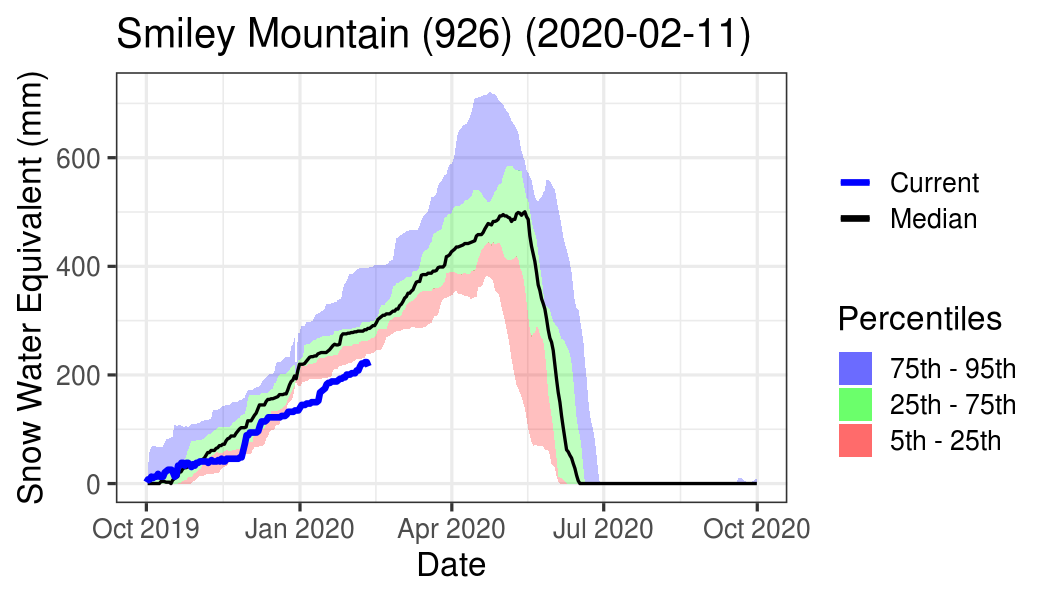 Smiley Mountain (926) (2020-02-11)
Snow Water Equivalent (mm)
600
400
200
0
Oct 2019
Jan 2020
Apr 2020
Jul 2020
Oct 2020
Date
Current
Median
Percentiles
75th - 95th
25th - 75th
5th - 25th